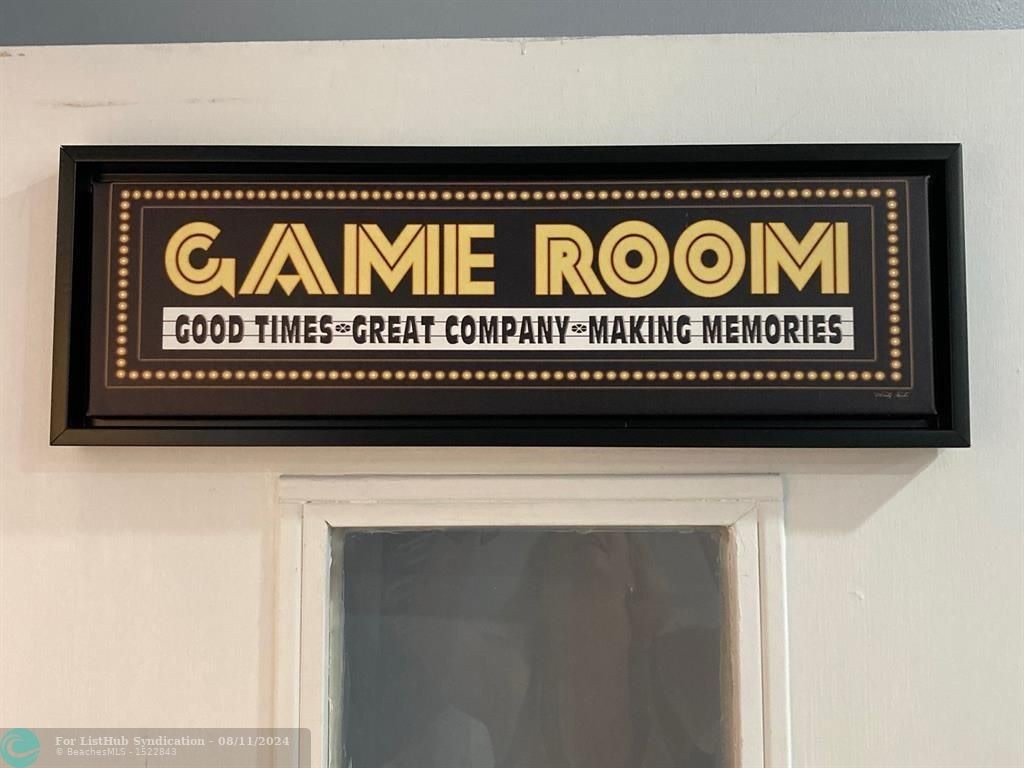 GAME ROOM
GOOD TIMES GREAT COMPANY MAKING MEMORIES
For ListHub Syndication - 08/11/2024
© BeachesMLS - 1522843